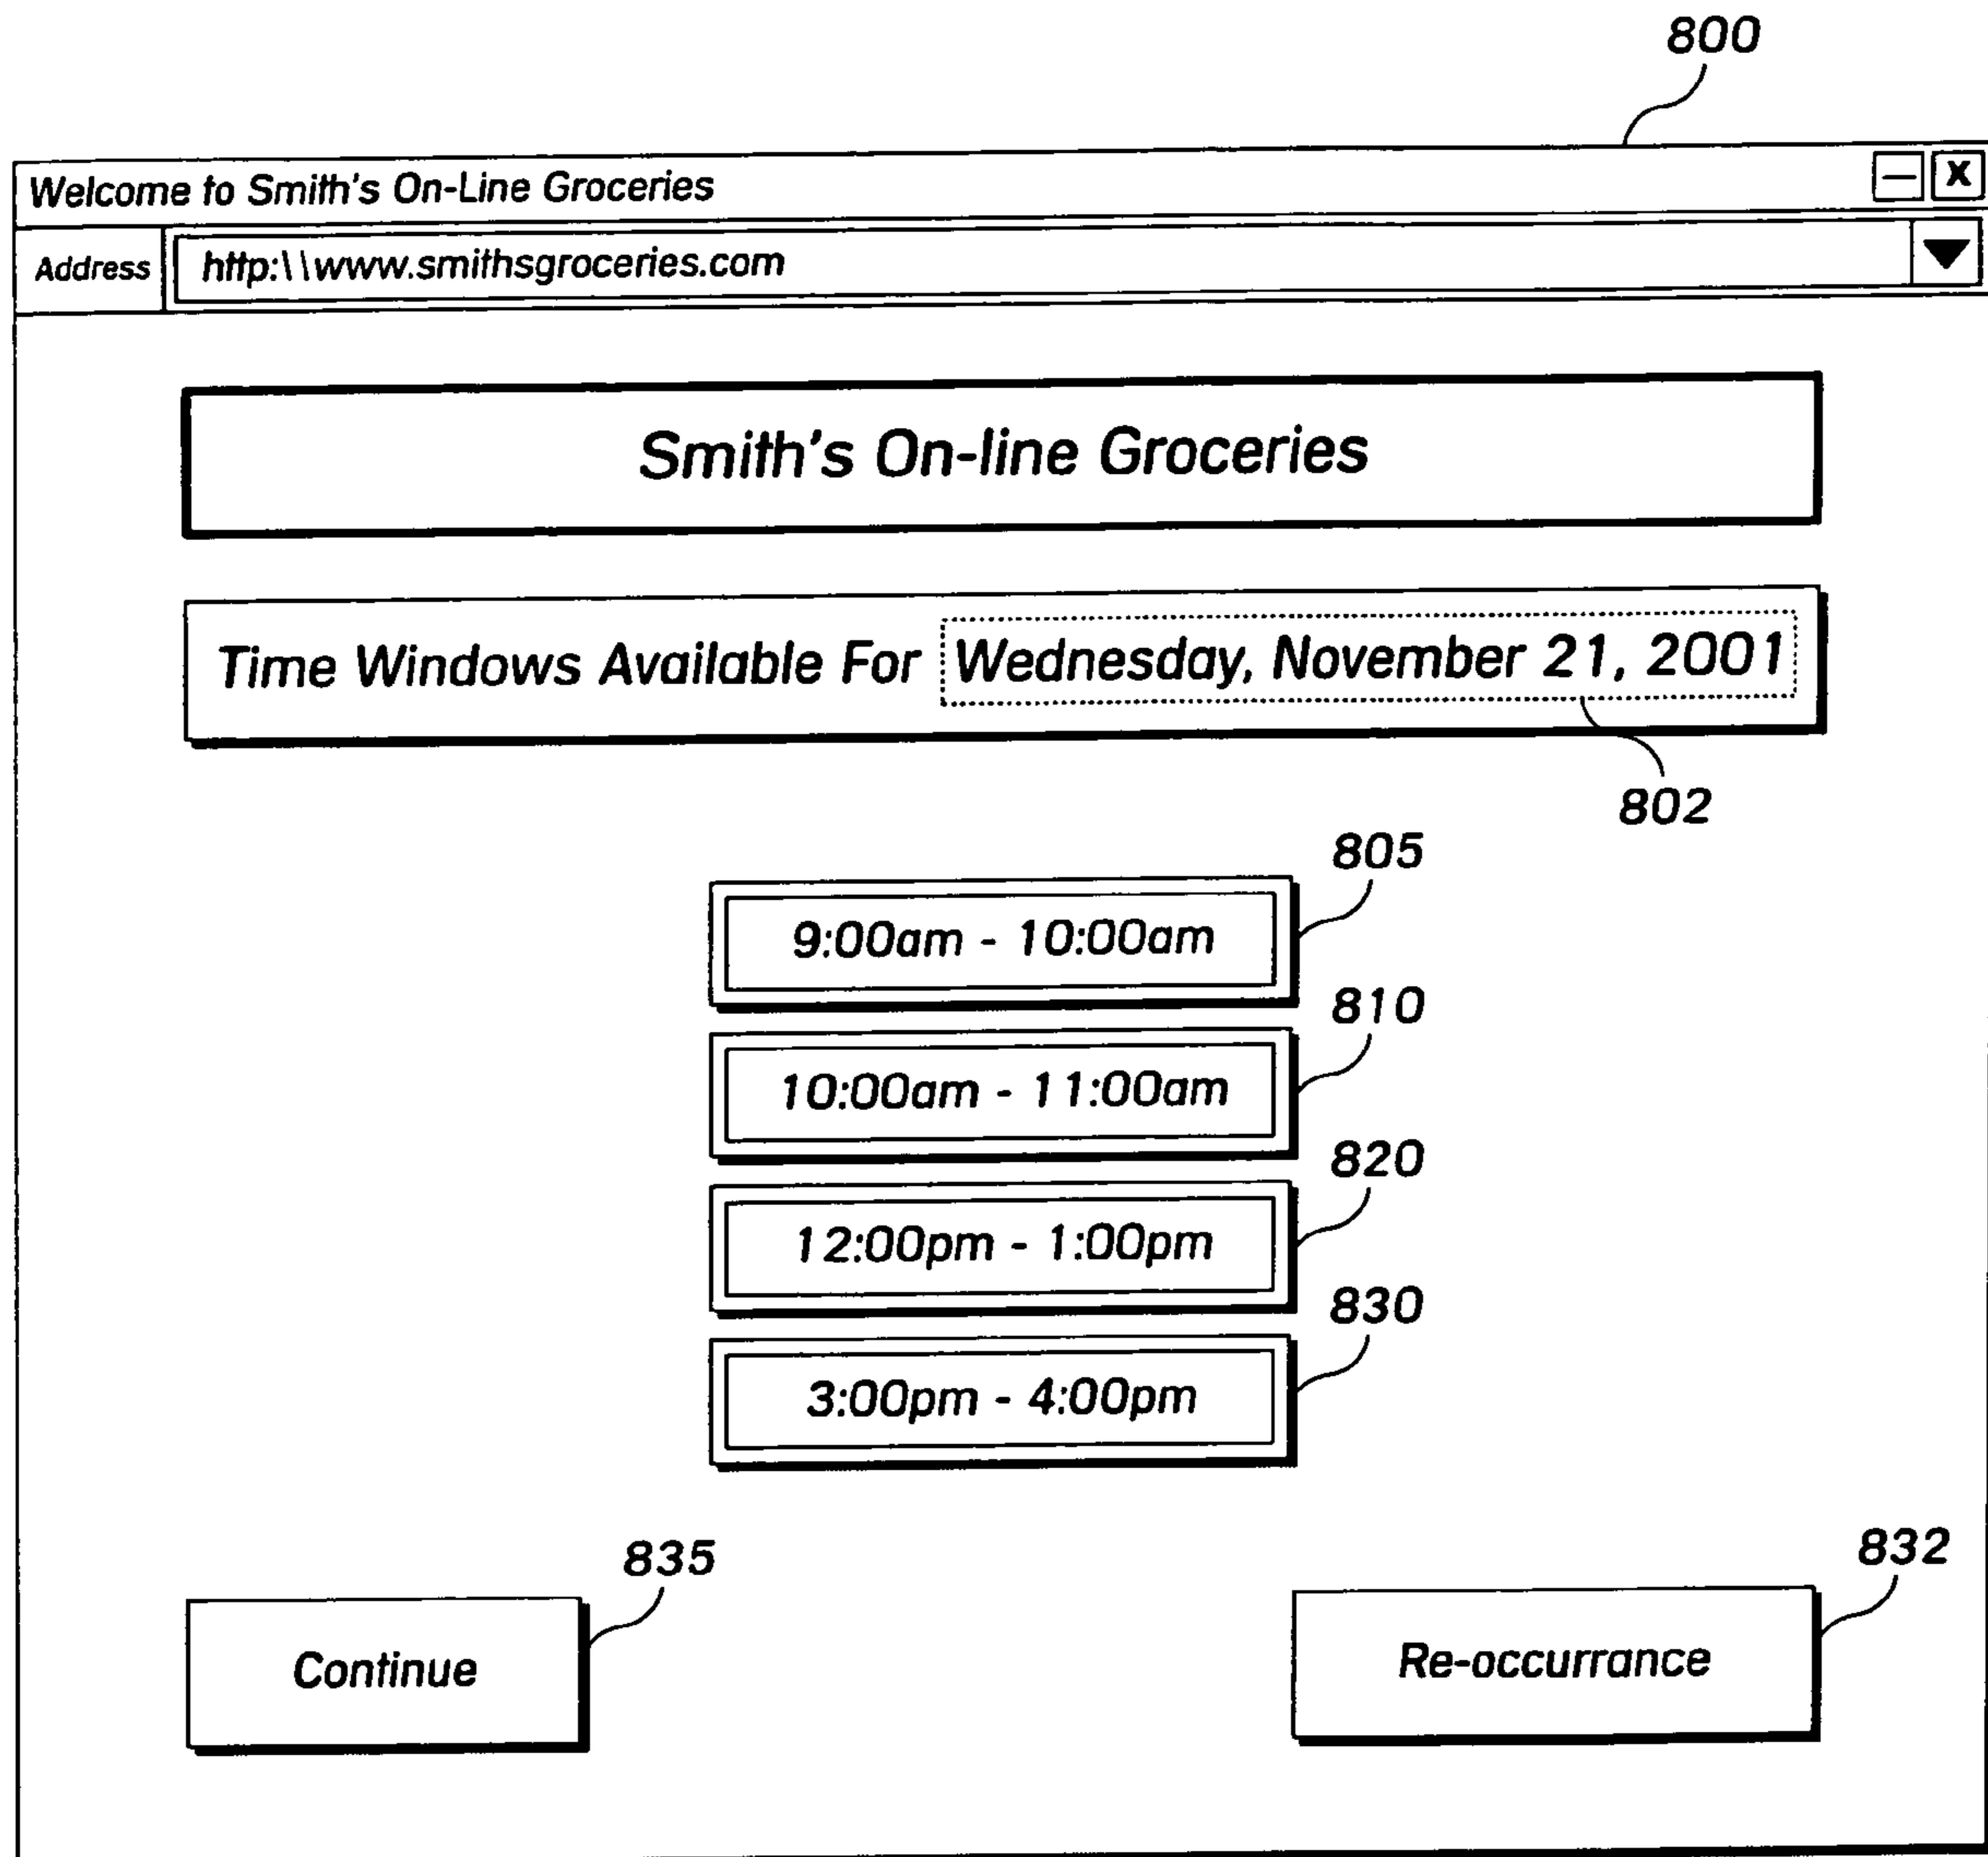 800
Welcome to Smith's On-Line Groceries
— X
Address http:\\www.smithsgroceries.com
Smith's On-line Groceries
Time Windows Available For Wednesday, November 21, 2001
802
805
9:00am - 10:00am
810
10:00am - 11:00am
820
12:00pm - 1:00pm
830
3:00pm - 4:00pm
835
832
Continue
Re-occurrance